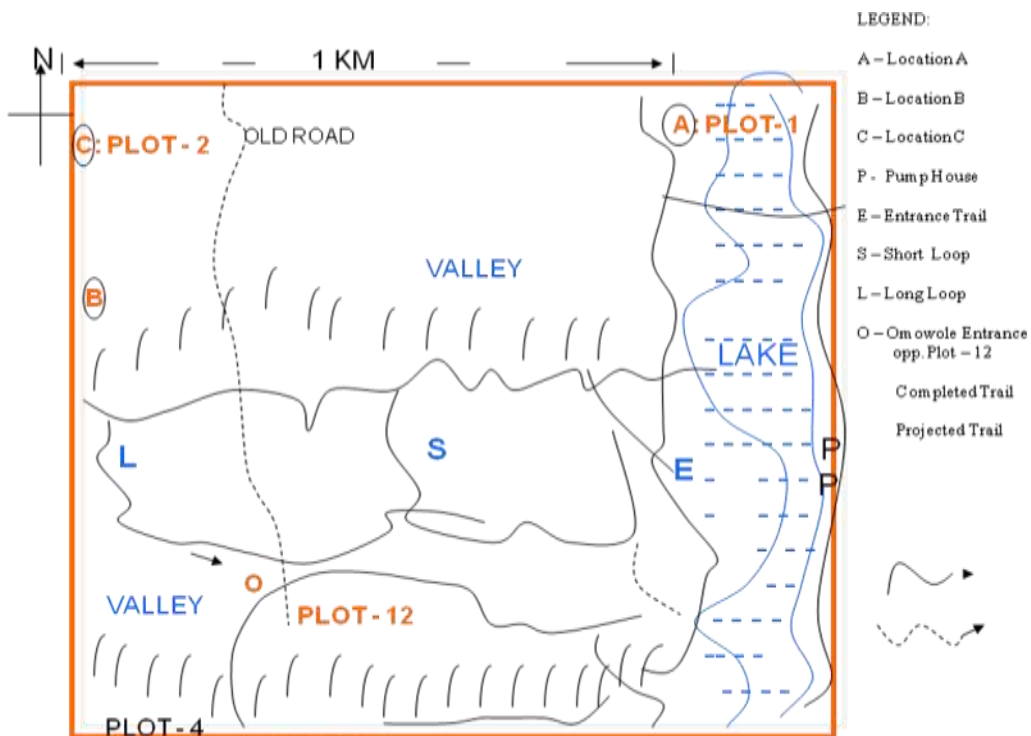 N
1 KM
C: PLOT - 2
OLD ROAD
A: PLOT-1
B
VALLEY
LAKE
L
S
E
P
P
O
VALLEY
PLOT - 12
PLOT - 4
LEGEND:
A – Location A
B – Location B
C – Location C
P - Pump House
E – Entrance Trail
S – Short Loop
L – Long Loop
O – Omowole Entrance
opp. Plot – 12
Completed Trail
Projected Trail